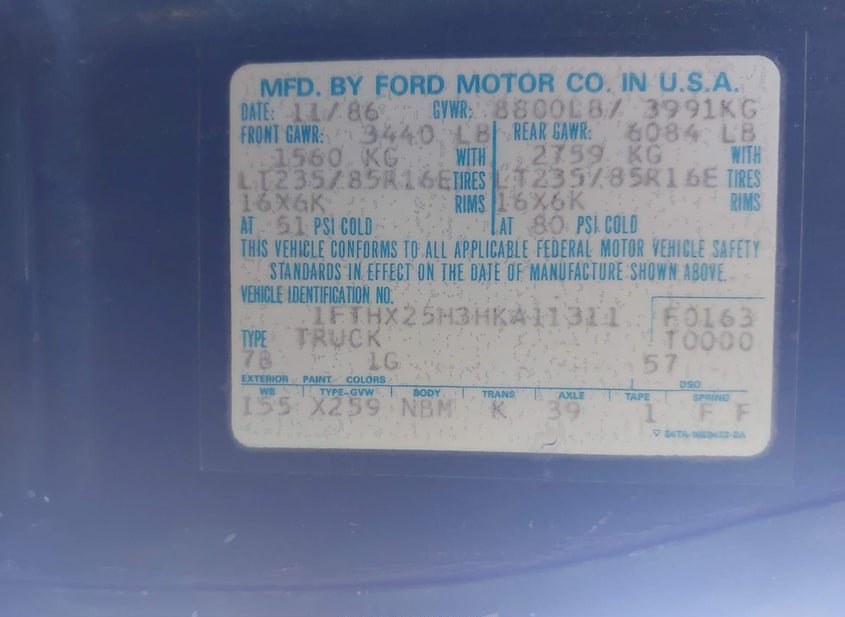 MFD. BY FORD MOTOR CO. IN U.S.A.
DATE: 11/86 GVWR: 8800LB/ 3991KG
FRONT GAWR: 3440 LB REAR GAWR: 6084 LB
1560 KG WITH 2759 KG WITH
LT235/85R16E TIRES LT235/85R16E TIRES
16X6K RIMS 16X6K RIMS
AT 51 PSI COLD AT 80 PSI COLD
THIS VEHICLE CONFORMS TO ALL APPLICABLE FEDERAL MOTOR VEHICLE SAFETY
STANDARDS IN EFFECT ON THE DATE OF MANUFACTURE SHOWN ABOVE.
VEHICLE IDENTIFICATION NO.
1FTHX25H3HKA11311 F0163
TYPE TRUCK T0000
7B 1G 57
EXTERIOR PAINT COLORS DSO
WB TYPE-GVW BODY TRANS AXLE TAPE SPRING
155 X259 NBM K 39 1 F F